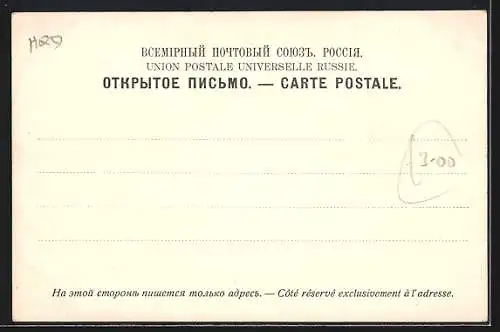 ВСЕМІРНЫЙ ПОЧТОВЫЙ СОЮЗЪ. РОССІЯ.
UNION POSTALE UNIVERSELLE RUSSIE.
ОТКРЫТОЕ ПИСЬМО. — CARTE POSTALE.
3-00
На этой сторонѣ пишется только адресъ. — Côté réservé exclusivement à l'adresse.